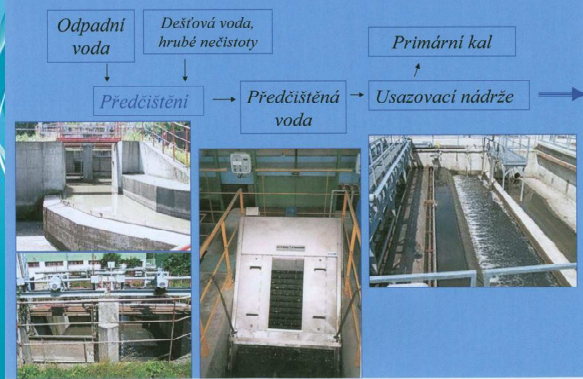 Odpadní
voda
Dešťová voda,
hrubé nečistoty
Primární kal
Předčištění
Předčištěná
voda
Usazovací nádrže